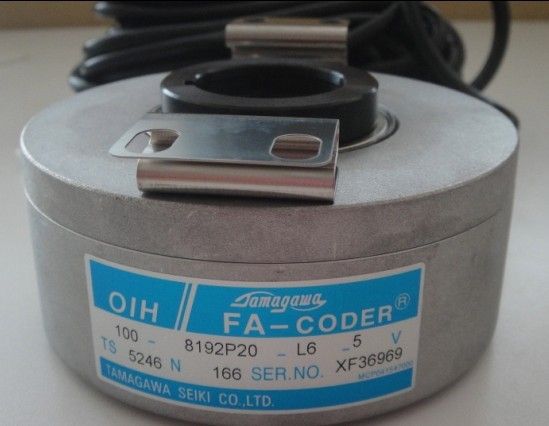 OIH Tamagawa
FA-CODER®
100 - 8192P20 - L6 - 5 V
TS 5246 N 166 SER.NO. XF36969
TAMAGAWA SEIKI CO.,LTD.